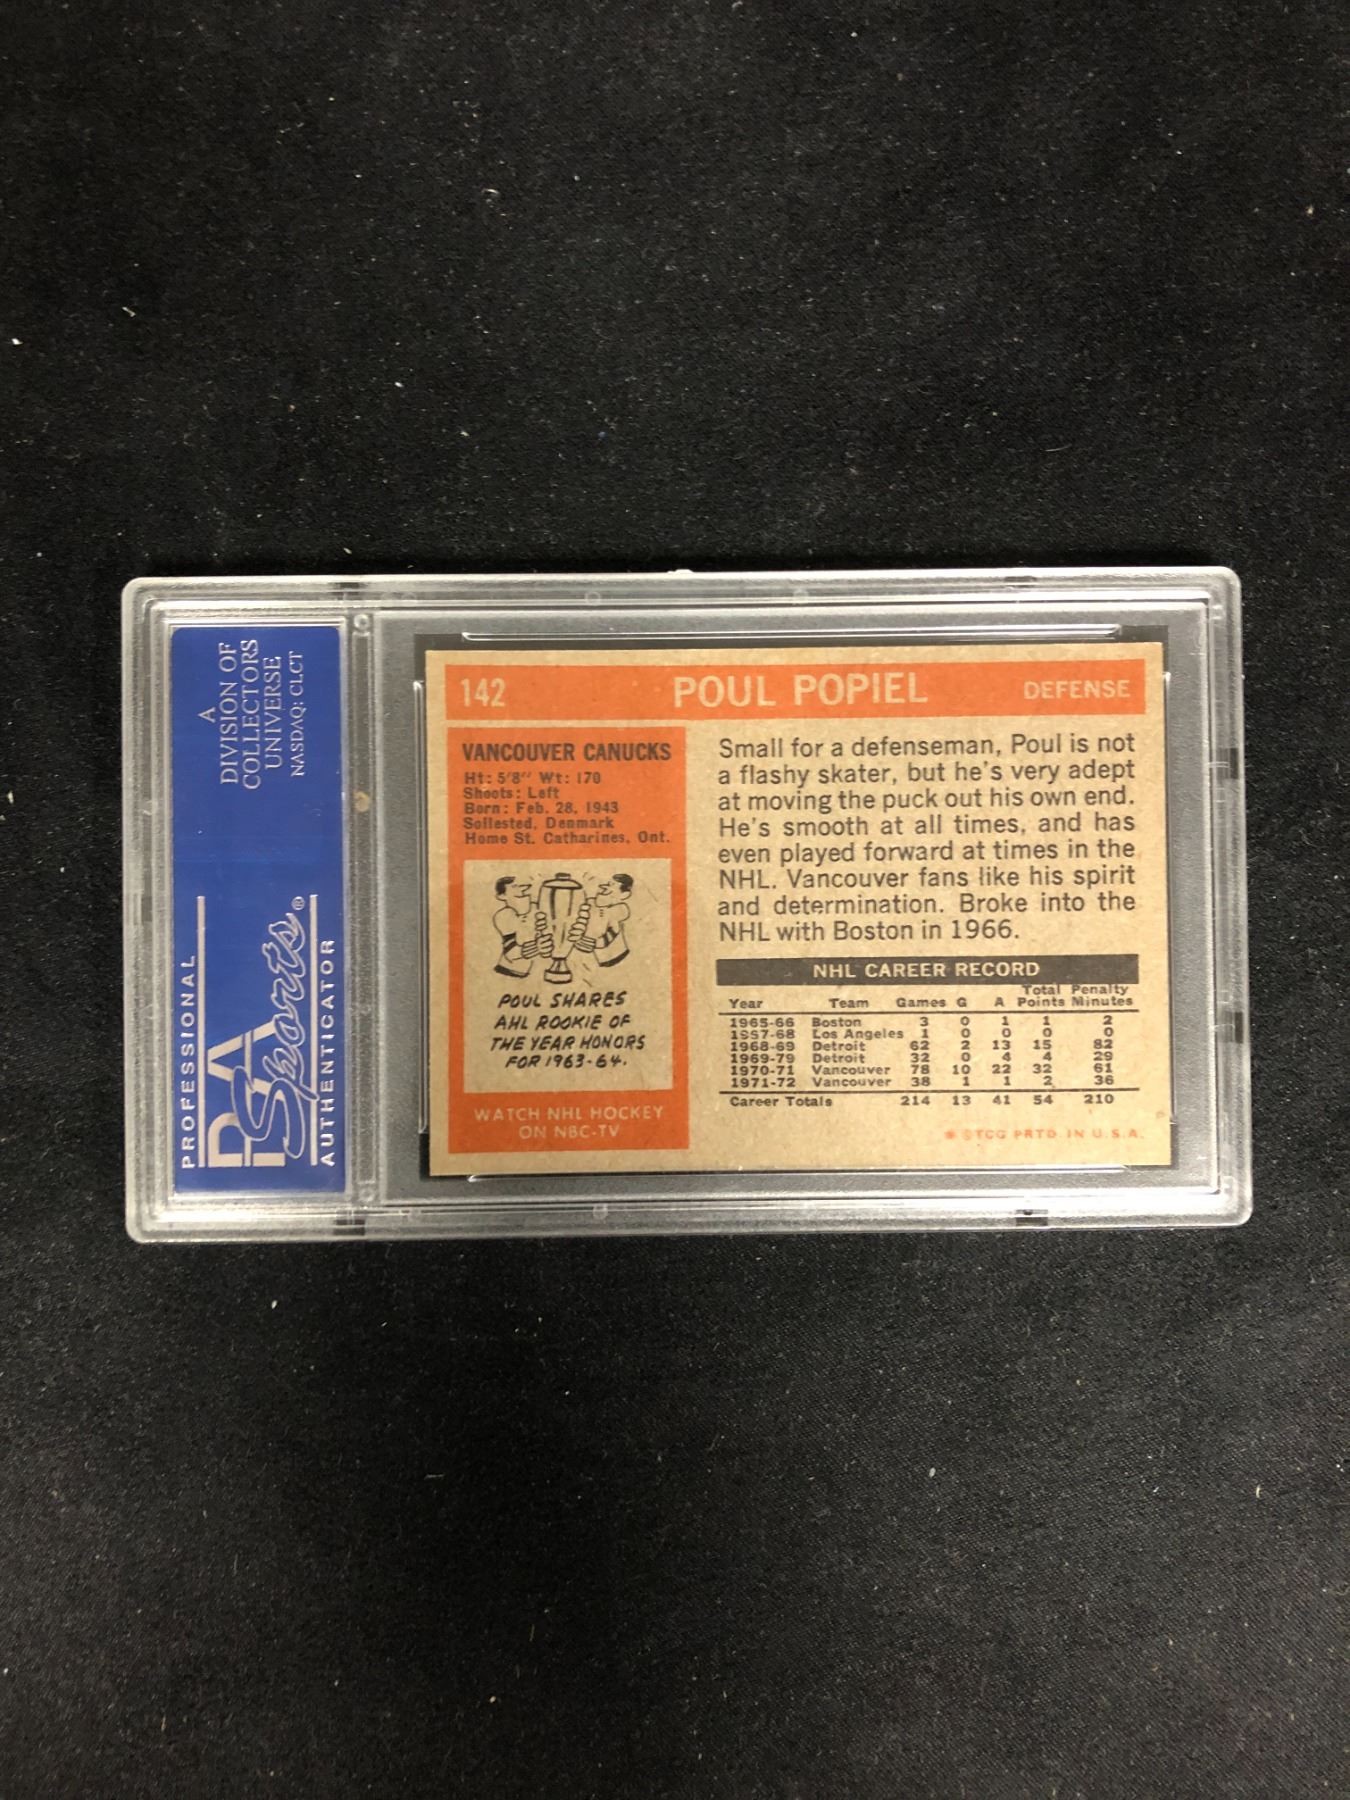 A
DIVISION OF
COLLECTORS
UNIVERSE
NASDAQ: CLCT
PROFESSIONAL
PSA
Sports®
AUTHENTICATOR
142 POUL POPIEL DEFENSE
VANCOUVER CANUCKS
Ht: 5'8" Wt: 170
Shoots: Left
Born: Feb. 28, 1943
Sollested, Denmark
Home St. Catharines, Ont.
POUL SHARES
AHL ROOKIE OF
THE YEAR HONORS
FOR 1963-64.
WATCH NHL HOCKEY
ON NBC-TV
Small for a defenseman, Poul is not
a flashy skater, but he's very adept
at moving the puck out his own end.
He's smooth at all times, and has
even played forward at times in the
NHL. Vancouver fans like his spirit
and determination. Broke into the
NHL with Boston in 1966.
NHL CAREER RECORD
Year Team Games G A Total Points Penalty Minutes
1965-66 Boston 3 0 1 1 2
1967-68 Los Angeles 1 0 0 0 0
1968-69 Detroit 62 2 13 15 82
1969-79 Detroit 32 0 4 4 29
1970-71 Vancouver 78 10 22 32 61
1971-72 Vancouver 38 1 1 2 36
Career Totals 214 13 41 54 210
* ©TCG PRTD. IN U.S.A.